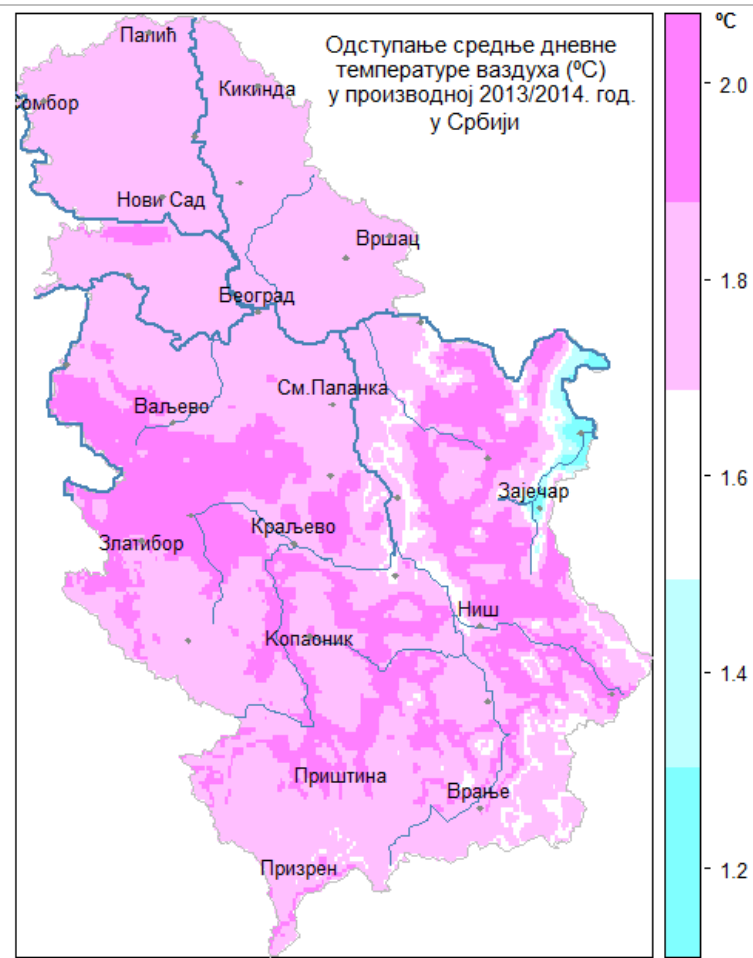 ºC
Палић
Одступање средње дневне
температуре ваздуха (ºC)
у производној 2013/2014. год.
у Србији
Кикинда
Сомбор
2.0
Нови Сад
Вршац
1.8
Београд
См.Паланка
Ваљево
1.6
Зајечар
Краљево
Златибор
Ниш
Копаоник
1.4
Приштина
Врање
Призрен
1.2